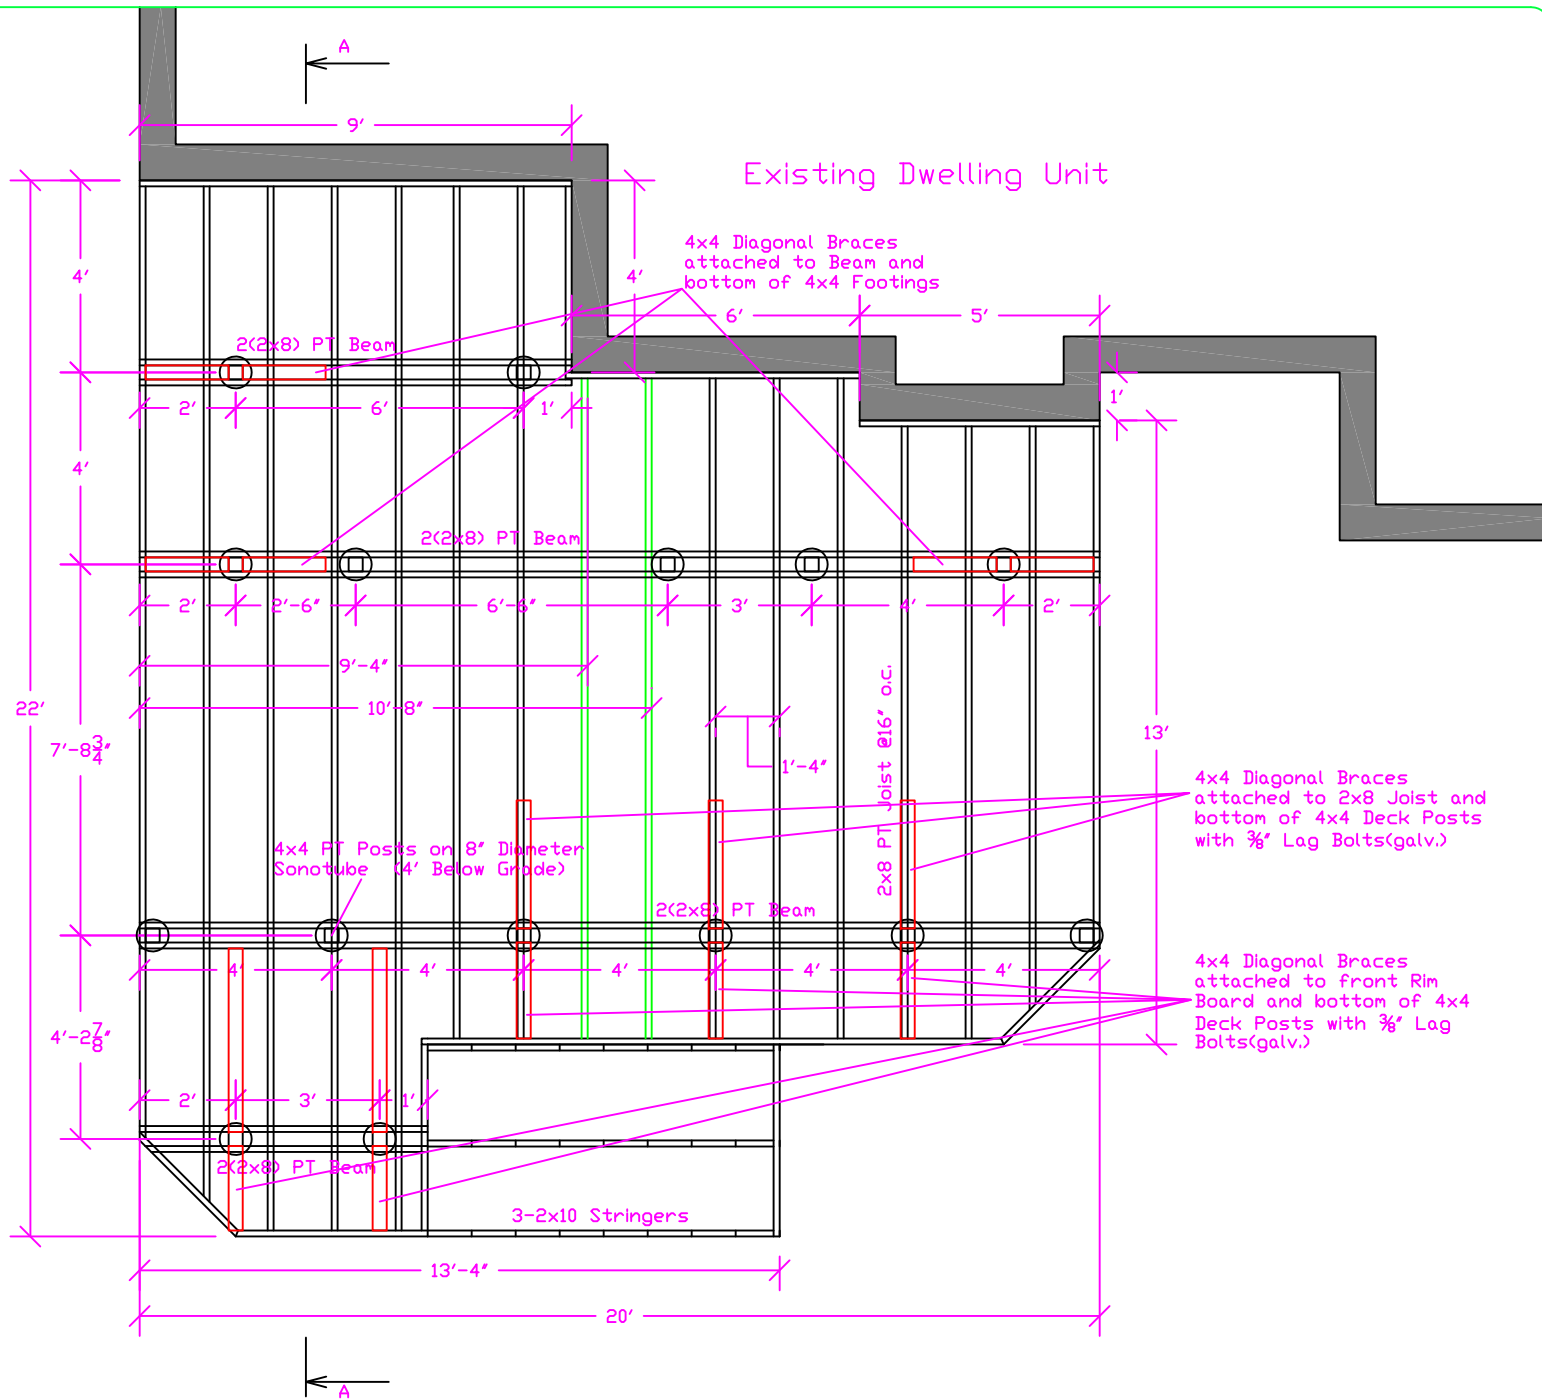 A
9'
Existing Dwelling Unit
4x4 Diagonal Braces
attached to Beam and
bottom of 4x4 Footings
4'
4'
6'
5'
2(2x8) PT Beam
1'
2'
6'
1'
4'
2(2x8) PT Beam
2'
2'-6"
6'-6"
3'
4'
2'
9'-4"
10'-8"
22'
7'-8 3/4"
13'
1'-4"
2x8 PT Joist @16" o.c.
4x4 Diagonal Braces
attached to 2x8 Joist and
bottom of 4x4 Deck Posts
with 3/8" Lag Bolts(galv.)
4x4 PT Posts on 8" Diameter
Sonotube (4' Below Grade)
2(2x8) PT Beam
4'
4'
4'
4'
4'
4x4 Diagonal Braces
attached to front Rim
Board and bottom of 4x4
Deck Posts with 3/8" Lag
Bolts(galv.)
4'-2 7/8"
2'
3'
1'
2(2x8) PT Beam
3-2x10 Stringers
13'-4"
20'
A